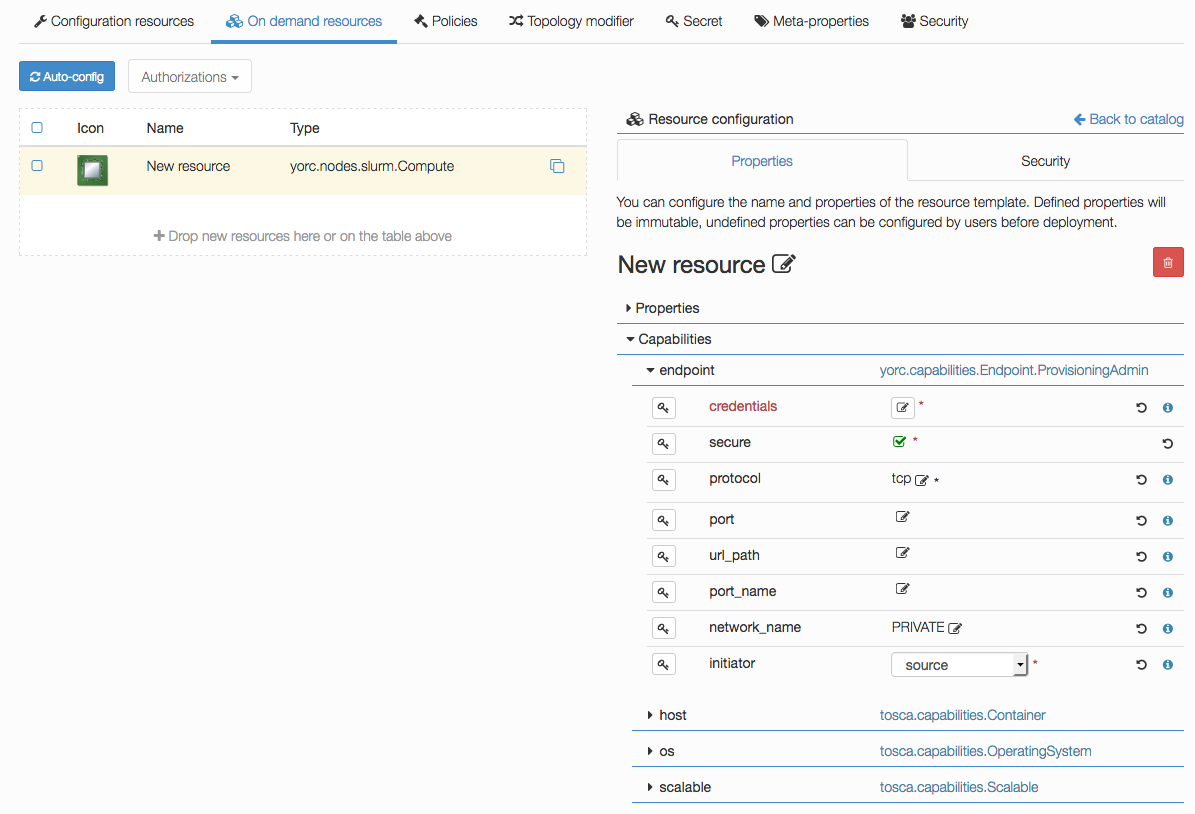 Configuration resources On demand resources Policies Topology modifier Secret Meta-properties Security
Auto-config Authorizations
Icon Name Type
New resource yorc.nodes.slurm.Compute
Drop new resources here or on the table above
Resource configuration Back to catalog
Properties Security
You can configure the name and properties of the resource template. Defined properties will
be immutable, undefined properties can be configured by users before deployment.
New resource
Properties
Capabilities
endpoint yorc.capabilities.Endpoint.ProvisioningAdmin
credentials *
secure *
protocol tcp *
port
url_path
port_name
network_name PRIVATE
initiator source *
host tosca.capabilities.Container
os tosca.capabilities.OperatingSystem
scalable tosca.capabilities.Scalable